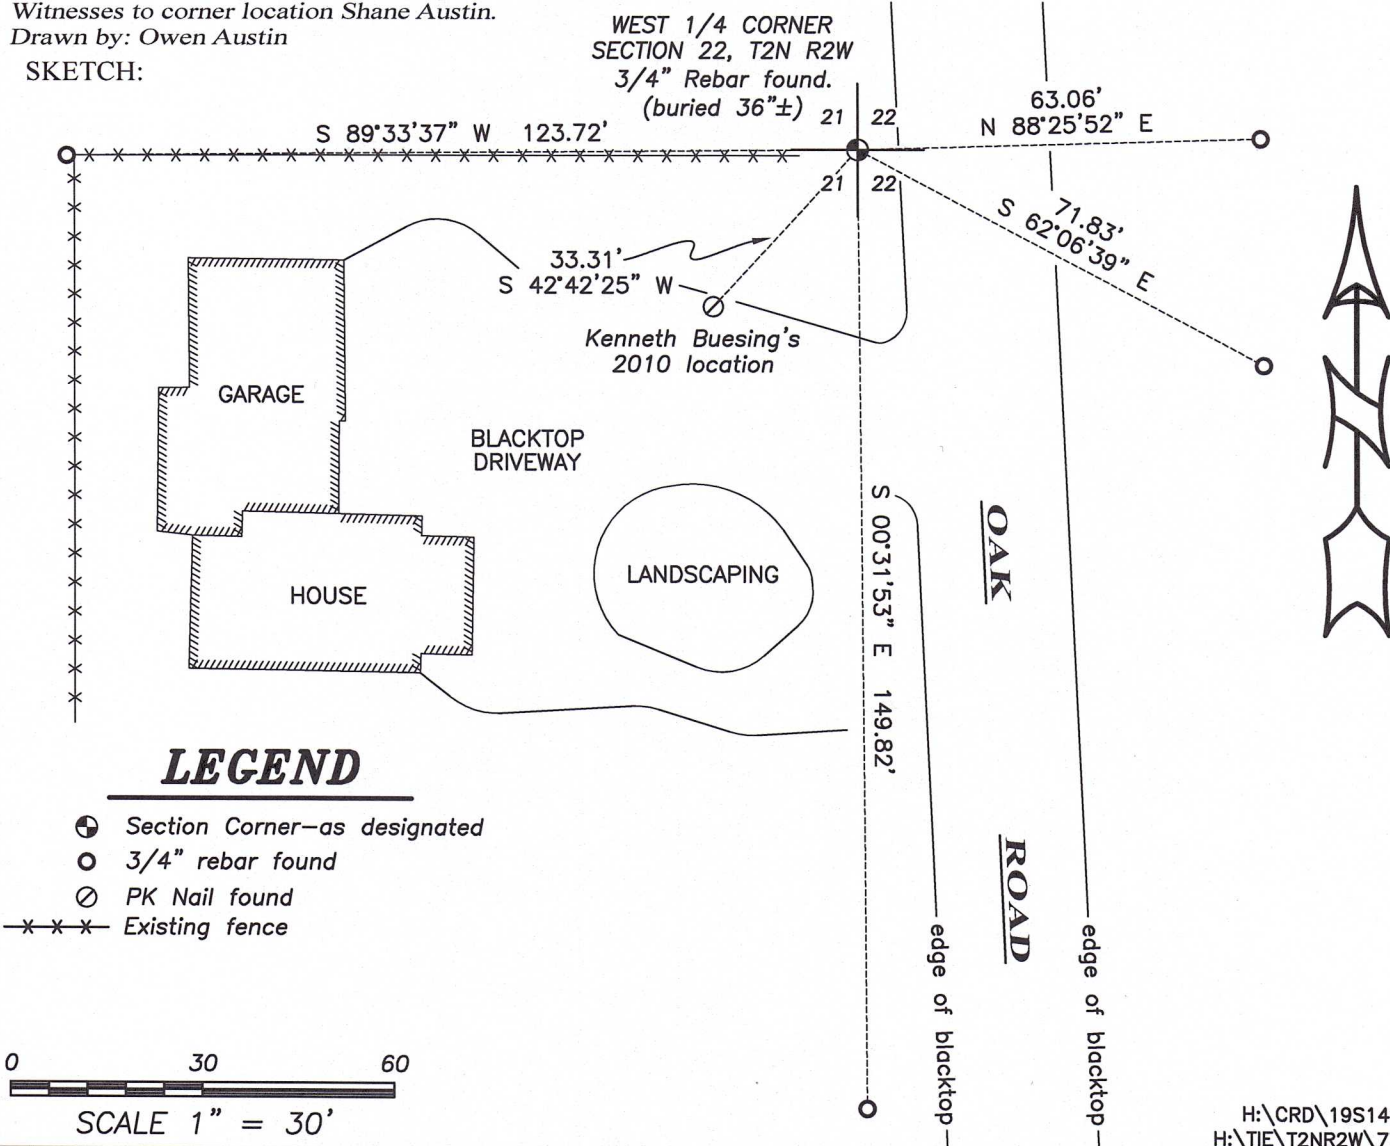 Witnesses to corner location Shane Austin.
Drawn by: Owen Austin
SKETCH:
WEST 1/4 CORNER
SECTION 22, T2N R2W
3/4" Rebar found.
(buried 36"±)
21 22
21 22
S 89°33'37" W 123.72'
63.06'
N 88°25'52" E
71.83'
S 62°06'39" E
33.31'
S 42°42'25" W
Kenneth Buesing's
2010 location
GARAGE
BLACKTOP
DRIVEWAY
HOUSE
LANDSCAPING
S 00°31'53" E 149.82'
OAK
ROAD
N
edge of blacktop
edge of blacktop
LEGEND
Section Corner-as designated
3/4" rebar found
PK Nail found
Existing fence
0 30 60
SCALE 1" = 30'
H:\CRD\19S14
H:\TIE\T2NR2W\7